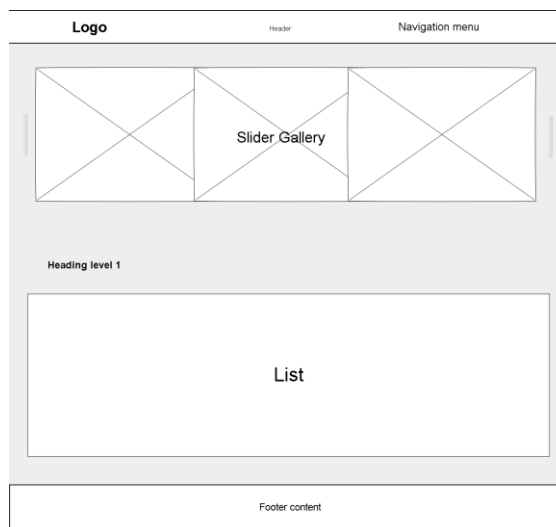 Logo
Header
Navigation menu
Slider Gallery
Heading level 1
List
Footer content